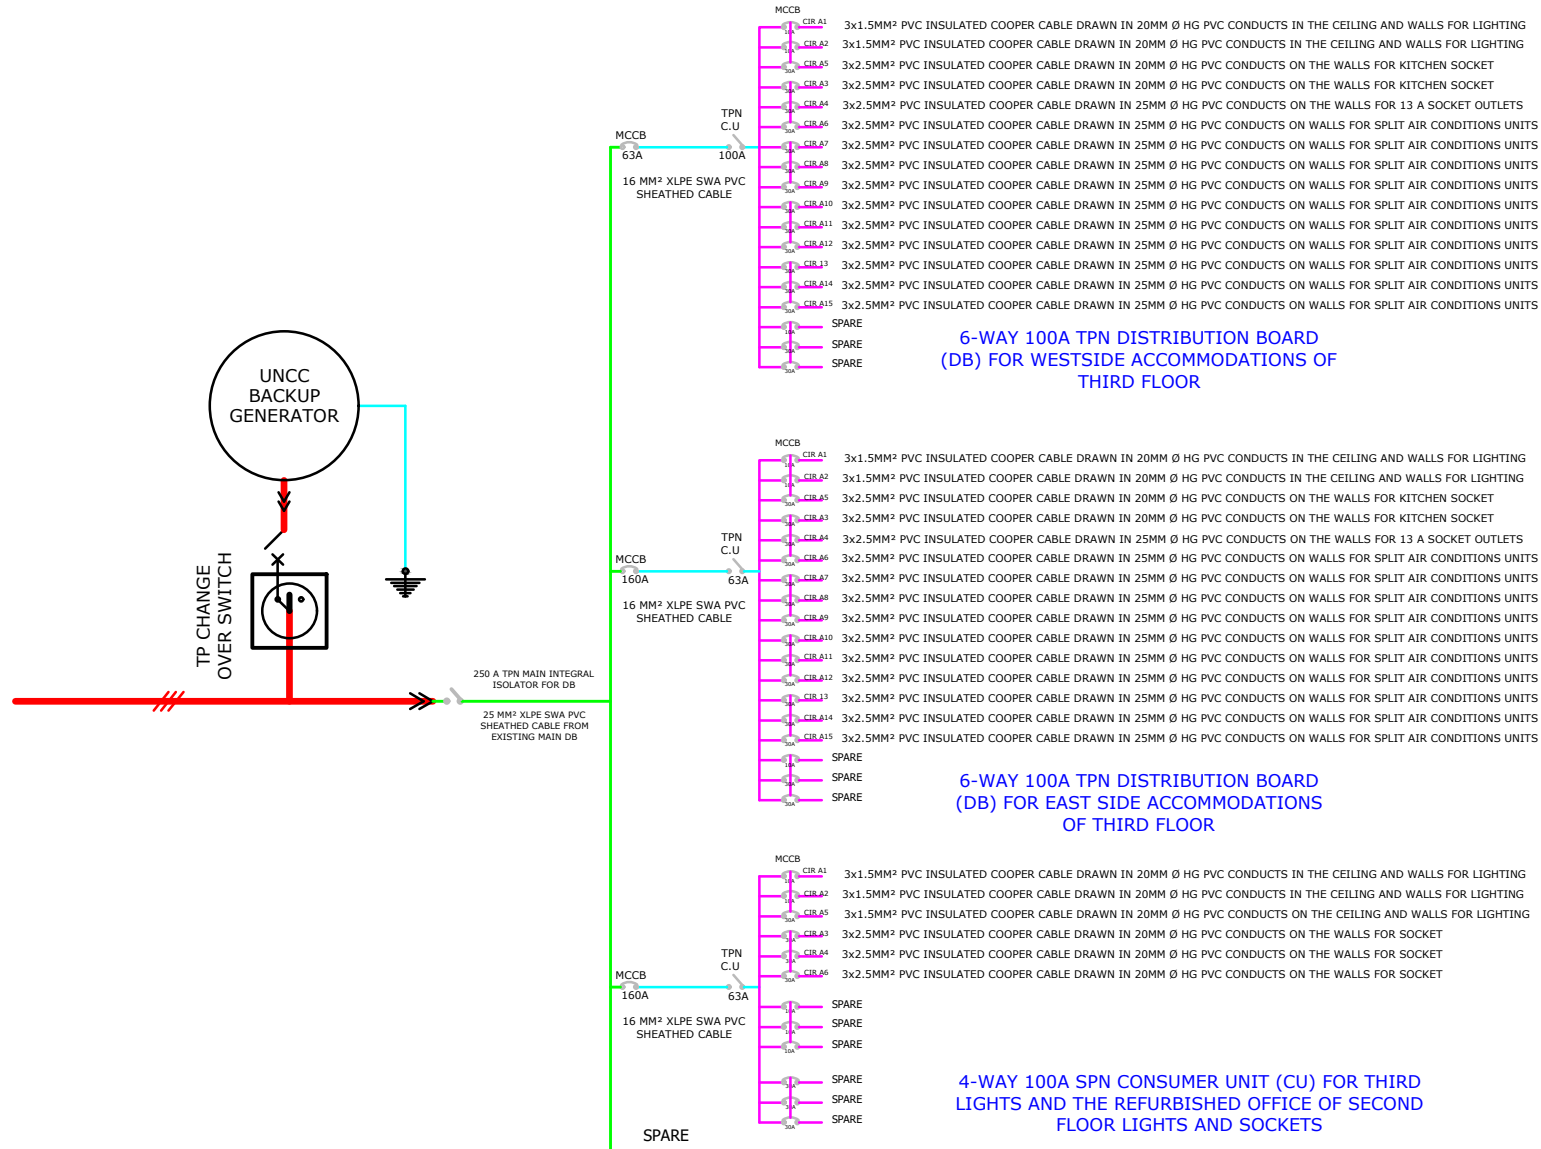 UNCC
BACKUP
GENERATOR
TP CHANGE
OVER SWITCH
250 A TPN MAIN INTEGRAL
ISOLATOR FOR DB
25 MM² XLPE SWA PVC
SHEATHED CABLE FROM
EXISTING MAIN DB
MCCB
63A
16 MM² XLPE SWA PVC
SHEATHED CABLE
TPN
C.U
100A
MCCB
CIR A1 3x1.5MM² PVC INSULATED COOPER CABLE DRAWN IN 20MM Ø HG PVC CONDUCTS IN THE CEILING AND WALLS FOR LIGHTING
CIR A2 3x1.5MM² PVC INSULATED COOPER CABLE DRAWN IN 20MM Ø HG PVC CONDUCTS IN THE CEILING AND WALLS FOR LIGHTING
30A CIR A5 3x2.5MM² PVC INSULATED COOPER CABLE DRAWN IN 20MM Ø HG PVC CONDUCTS ON THE WALLS FOR KITCHEN SOCKET
CIR A3 3x2.5MM² PVC INSULATED COOPER CABLE DRAWN IN 20MM Ø HG PVC CONDUCTS ON THE WALLS FOR KITCHEN SOCKET
CIR A4 3x2.5MM² PVC INSULATED COOPER CABLE DRAWN IN 25MM Ø HG PVC CONDUCTS ON THE WALLS FOR 13 A SOCKET OUTLETS
30A CIR A6 3x2.5MM² PVC INSULATED COOPER CABLE DRAWN IN 25MM Ø HG PVC CONDUCTS ON WALLS FOR SPLIT AIR CONDITIONS UNITS
CIR A7 3x2.5MM² PVC INSULATED COOPER CABLE DRAWN IN 25MM Ø HG PVC CONDUCTS ON WALLS FOR SPLIT AIR CONDITIONS UNITS
CIR A8 3x2.5MM² PVC INSULATED COOPER CABLE DRAWN IN 25MM Ø HG PVC CONDUCTS ON WALLS FOR SPLIT AIR CONDITIONS UNITS
30A CIR A9 3x2.5MM² PVC INSULATED COOPER CABLE DRAWN IN 25MM Ø HG PVC CONDUCTS ON WALLS FOR SPLIT AIR CONDITIONS UNITS
CIR A10 3x2.5MM² PVC INSULATED COOPER CABLE DRAWN IN 25MM Ø HG PVC CONDUCTS ON WALLS FOR SPLIT AIR CONDITIONS UNITS
CIR A11 3x2.5MM² PVC INSULATED COOPER CABLE DRAWN IN 25MM Ø HG PVC CONDUCTS ON WALLS FOR SPLIT AIR CONDITIONS UNITS
30A CIR A12 3x2.5MM² PVC INSULATED COOPER CABLE DRAWN IN 25MM Ø HG PVC CONDUCTS ON WALLS FOR SPLIT AIR CONDITIONS UNITS
CIR 13 3x2.5MM² PVC INSULATED COOPER CABLE DRAWN IN 25MM Ø HG PVC CONDUCTS ON WALLS FOR SPLIT AIR CONDITIONS UNITS
CIR A14 3x2.5MM² PVC INSULATED COOPER CABLE DRAWN IN 25MM Ø HG PVC CONDUCTS ON WALLS FOR SPLIT AIR CONDITIONS UNITS
30A CIR A15 3x2.5MM² PVC INSULATED COOPER CABLE DRAWN IN 25MM Ø HG PVC CONDUCTS ON WALLS FOR SPLIT AIR CONDITIONS UNITS
SPARE
SPARE
30A SPARE
6-WAY 100A TPN DISTRIBUTION BOARD
(DB) FOR WESTSIDE ACCOMMODATIONS OF
THIRD FLOOR
MCCB
160A
16 MM² XLPE SWA PVC
SHEATHED CABLE
TPN
C.U
63A
MCCB
CIR A1 3x1.5MM² PVC INSULATED COOPER CABLE DRAWN IN 20MM Ø HG PVC CONDUCTS IN THE CEILING AND WALLS FOR LIGHTING
CIR A2 3x1.5MM² PVC INSULATED COOPER CABLE DRAWN IN 20MM Ø HG PVC CONDUCTS IN THE CEILING AND WALLS FOR LIGHTING
30A CIR A5 3x2.5MM² PVC INSULATED COOPER CABLE DRAWN IN 20MM Ø HG PVC CONDUCTS ON THE WALLS FOR KITCHEN SOCKET
CIR A3 3x2.5MM² PVC INSULATED COOPER CABLE DRAWN IN 20MM Ø HG PVC CONDUCTS ON THE WALLS FOR KITCHEN SOCKET
CIR A4 3x2.5MM² PVC INSULATED COOPER CABLE DRAWN IN 25MM Ø HG PVC CONDUCTS ON THE WALLS FOR 13 A SOCKET OUTLETS
30A CIR A6 3x2.5MM² PVC INSULATED COOPER CABLE DRAWN IN 25MM Ø HG PVC CONDUCTS ON WALLS FOR SPLIT AIR CONDITIONS UNITS
CIR A7 3x2.5MM² PVC INSULATED COOPER CABLE DRAWN IN 25MM Ø HG PVC CONDUCTS ON WALLS FOR SPLIT AIR CONDITIONS UNITS
CIR A8 3x2.5MM² PVC INSULATED COOPER CABLE DRAWN IN 25MM Ø HG PVC CONDUCTS ON WALLS FOR SPLIT AIR CONDITIONS UNITS
30A CIR A9 3x2.5MM² PVC INSULATED COOPER CABLE DRAWN IN 25MM Ø HG PVC CONDUCTS ON WALLS FOR SPLIT AIR CONDITIONS UNITS
CIR A10 3x2.5MM² PVC INSULATED COOPER CABLE DRAWN IN 25MM Ø HG PVC CONDUCTS ON WALLS FOR SPLIT AIR CONDITIONS UNITS
CIR A11 3x2.5MM² PVC INSULATED COOPER CABLE DRAWN IN 25MM Ø HG PVC CONDUCTS ON WALLS FOR SPLIT AIR CONDITIONS UNITS
30A CIR A12 3x2.5MM² PVC INSULATED COOPER CABLE DRAWN IN 25MM Ø HG PVC CONDUCTS ON WALLS FOR SPLIT AIR CONDITIONS UNITS
CIR 13 3x2.5MM² PVC INSULATED COOPER CABLE DRAWN IN 25MM Ø HG PVC CONDUCTS ON WALLS FOR SPLIT AIR CONDITIONS UNITS
CIR A14 3x2.5MM² PVC INSULATED COOPER CABLE DRAWN IN 25MM Ø HG PVC CONDUCTS ON WALLS FOR SPLIT AIR CONDITIONS UNITS
30A CIR A15 3x2.5MM² PVC INSULATED COOPER CABLE DRAWN IN 25MM Ø HG PVC CONDUCTS ON WALLS FOR SPLIT AIR CONDITIONS UNITS
SPARE
SPARE
30A SPARE
6-WAY 100A TPN DISTRIBUTION BOARD
(DB) FOR EAST SIDE ACCOMMODATIONS
OF THIRD FLOOR
MCCB
160A
16 MM² XLPE SWA PVC
SHEATHED CABLE
TPN
C.U
63A
MCCB
CIR A1 3x1.5MM² PVC INSULATED COOPER CABLE DRAWN IN 20MM Ø HG PVC CONDUCTS IN THE CEILING AND WALLS FOR LIGHTING
CIR A2 3x1.5MM² PVC INSULATED COOPER CABLE DRAWN IN 20MM Ø HG PVC CONDUCTS IN THE CEILING AND WALLS FOR LIGHTING
CIR A5 3x1.5MM² PVC INSULATED COOPER CABLE DRAWN IN 20MM Ø HG PVC CONDUCTS ON THE CEILING AND WALLS FOR LIGHTING
CIR A3 3x2.5MM² PVC INSULATED COOPER CABLE DRAWN IN 20MM Ø HG PVC CONDUCTS ON THE WALLS FOR SOCKET
CIR A4 3x2.5MM² PVC INSULATED COOPER CABLE DRAWN IN 20MM Ø HG PVC CONDUCTS ON THE WALLS FOR SOCKET
30A CIR A6 3x2.5MM² PVC INSULATED COOPER CABLE DRAWN IN 20MM Ø HG PVC CONDUCTS ON THE WALLS FOR SOCKET
SPARE
SPARE
10A SPARE
SPARE
SPARE
30A SPARE
4-WAY 100A SPN CONSUMER UNIT (CU) FOR THIRD
LIGHTS AND THE REFURBISHED OFFICE OF SECOND
FLOOR LIGHTS AND SOCKETS
SPARE